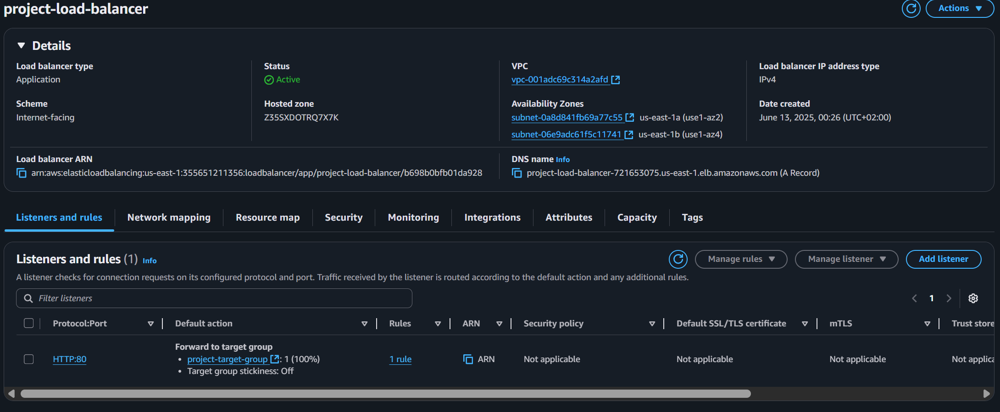 project-load-balancer
Actions
Details
Load balancer type
Application
Status
Active
VPC
vpc-001adc69c314a2afd
Load balancer IP address type
IPv4
Scheme
Internet-facing
Hosted zone
Z35SXDOTRQ7X7K
Availability Zones
subnet-0a8d841fb69a77c55 us-east-1a (use1-az2)
subnet-06e9adc61f5c11741 us-east-1b (use1-az4)
Date created
June 13, 2025, 00:26 (UTC+02:00)
Load balancer ARN
arn:aws:elasticloadbalancing:us-east-1:355651211356:loadbalancer/app/project-load-balancer/b698b0bfb01da928
DNS name Info
project-load-balancer-721653075.us-east-1.elb.amazonaws.com (A Record)
Listeners and rules Network mapping Resource map Security Monitoring Integrations Attributes Capacity Tags
Listeners and rules (1) Info
Manage rules Manage listener Add listener
A listener checks for connection requests on its configured protocol and port. Traffic received by the listener is routed according to the default action and any additional rules.
Filter listeners
1
Protocol:Port Default action Rules ARN Security policy Default SSL/TLS certificate mTLS Trust store
Forward to target group
HTTP:80 • project-target-group : 1 (100%) 1 rule ARN Not applicable Not applicable Not applicable Not applica
• Target group stickiness: Off